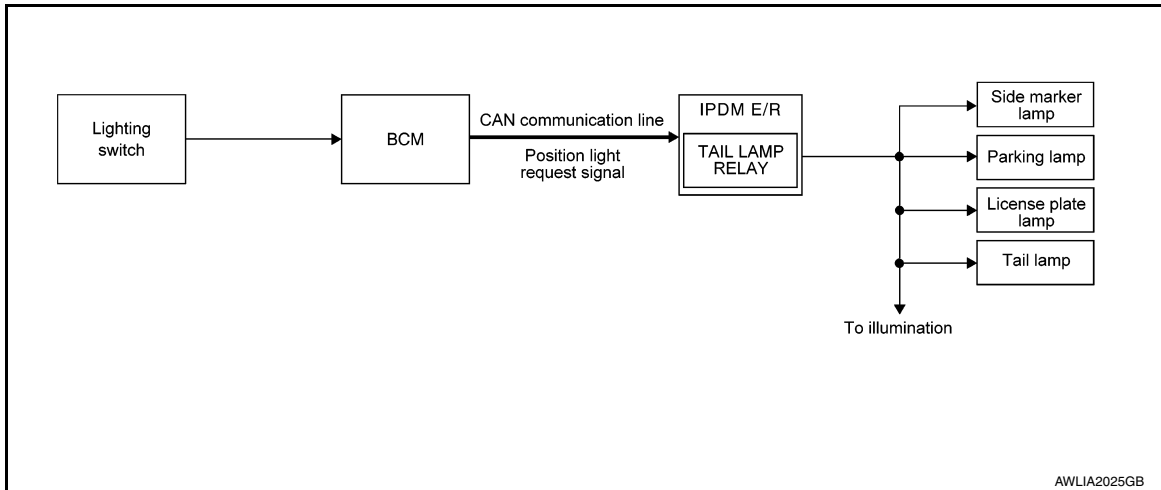 Lighting
switch
BCM
CAN communication line
Position light
request signal
IPDM E/R
TAIL LAMP
RELAY
Side marker
lamp
Parking lamp
License plate
lamp
Tail lamp
To illumination
AWLIA2025GB